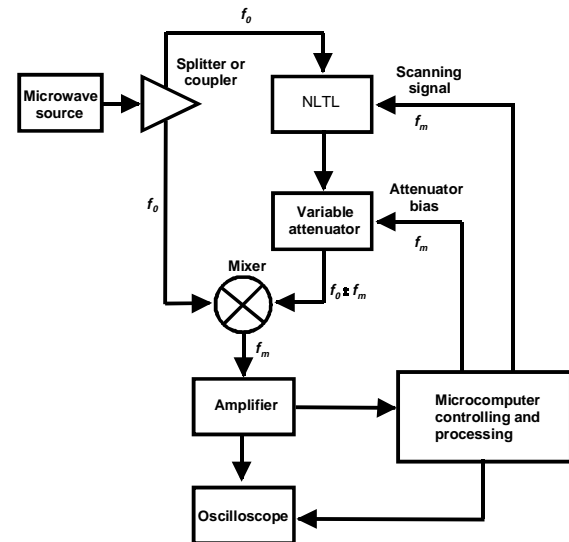 f0
Splitter or
coupler
Microwave
source
NLTL
Scanning
signal
fm
f0
Variable
attenuator
Attenuator
bias
fm
Mixer
f0 ± fm
fm
Amplifier
Microcomputer
controlling and
processing
Oscilloscope